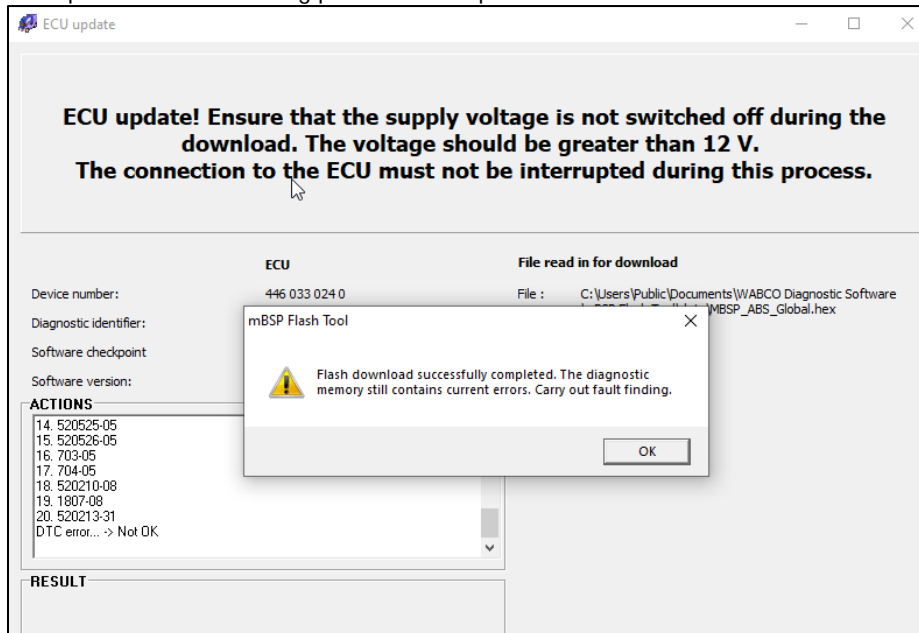 ECU update
ECU update! Ensure that the supply voltage is not switched off during the
download. The voltage should be greater than 12 V.
The connection to the ECU must not be interrupted during this process.
ECU
File read in for download
Device number:
446 033 024 0
File :
C:\Users\Public\Documents\WABCO Diagnostic Software
\MBSP_ABS_Global.hex
Diagnostic identifier:
Software checkpoint
Software version:
mBSP Flash Tool
Flash download successfully completed. The diagnostic
memory still contains current errors. Carry out fault finding.
OK
ACTIONS
14. 520525-05
15. 520526-05
16. 703-05
17. 704-05
18. 520210-08
19. 1807-08
20. 520213-31
DTC error... -> Not OK
RESULT